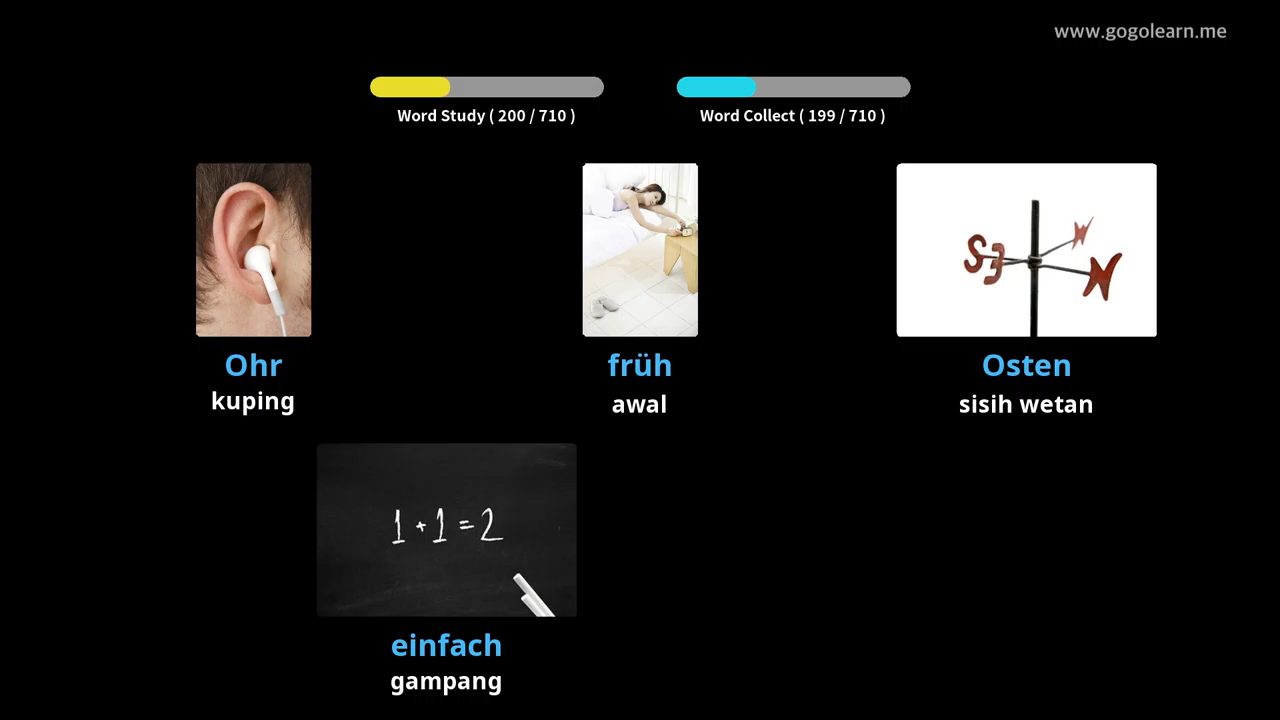 www.gogolearn.me
Word Study ( 200 / 710 )
Word Collect ( 199 / 710 )
Ohr
kuping
früh
awal
Osten
sisih wetan
S E N W
1 + 1 = 2
einfach
gampang